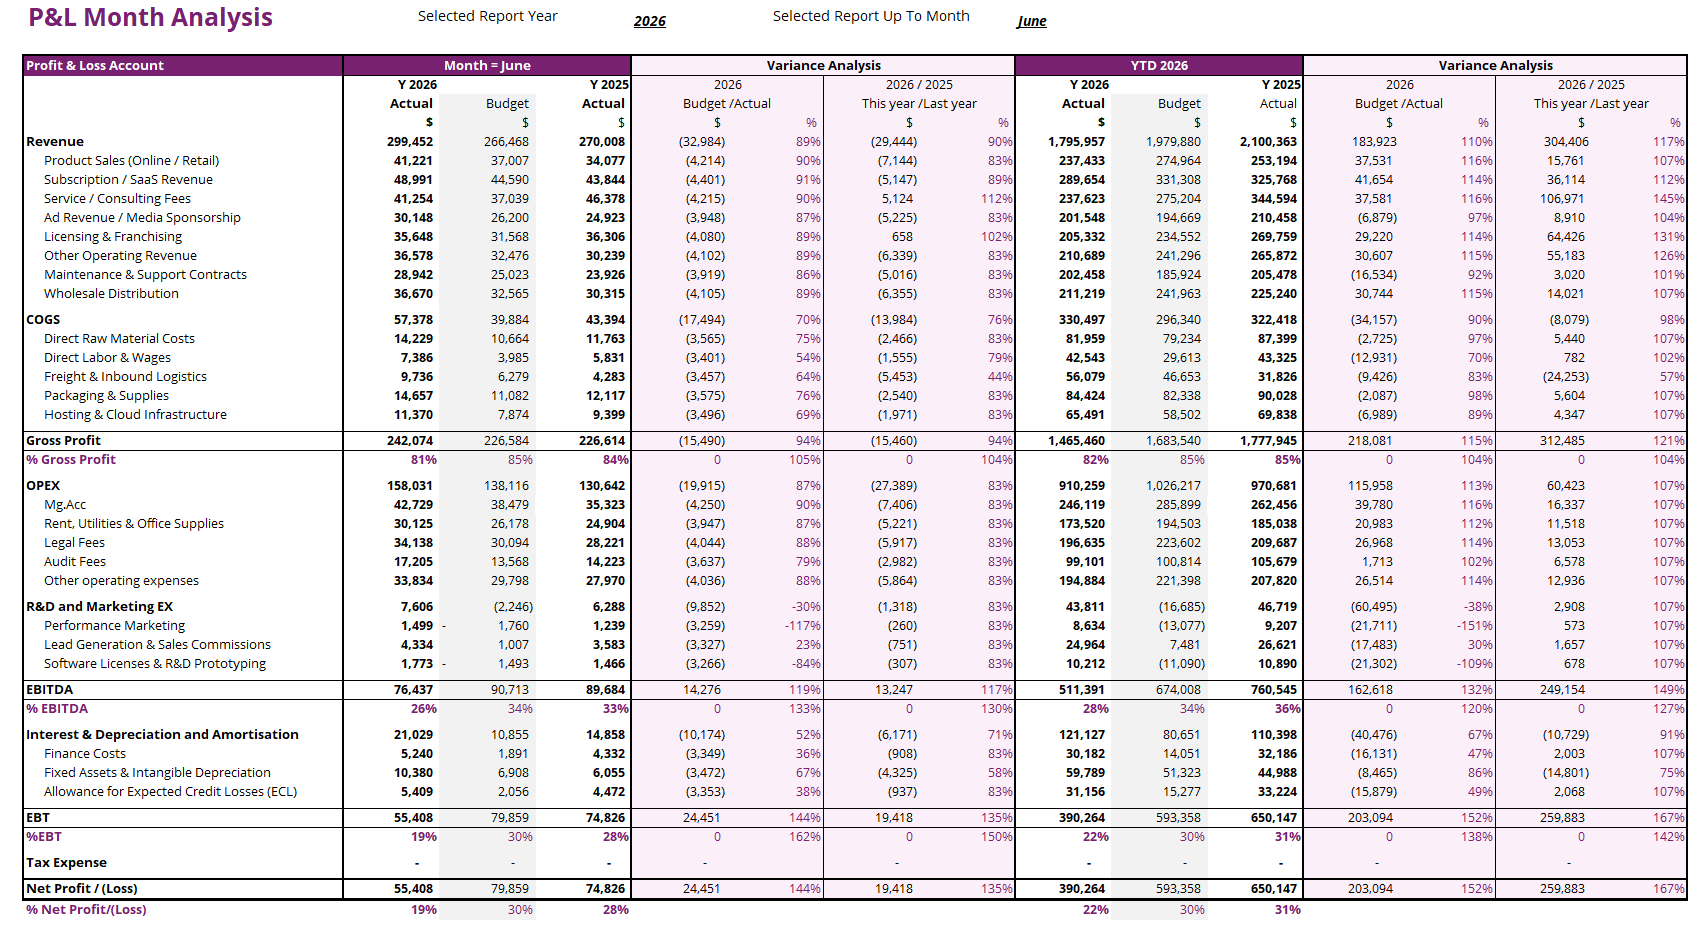 P&L Month Analysis Selected Report Year 2026 Selected Report Up To Month June
Profit & Loss Account Month = June Variance Analysis YTD 2026 Variance Analysis
Y 2026 Y 2025 2026 2026 / 2025 Y 2026 Y 2025 2026 2026 / 2025
Actual Budget Actual Budget /Actual This year /Last year Actual Budget Actual Budget /Actual This year /Last year
$ $ $ $ % $ % $ $ $ $ % $ %
Revenue 299,452 266,468 270,008 (32,984) 89% (29,444) 90% 1,795,957 1,979,880 2,100,363 183,923 110% 304,406 117%
Product Sales (Online / Retail) 41,221 37,007 34,077 (4,214) 90% (7,144) 83% 237,433 274,964 253,194 37,531 116% 15,761 107%
Subscription / SaaS Revenue 48,991 44,590 43,844 (4,401) 91% (5,147) 89% 289,654 331,308 325,768 41,654 114% 36,114 112%
Service / Consulting Fees 41,254 37,039 46,378 (4,215) 90% 5,124 112% 237,623 275,204 344,594 37,581 116% 106,971 145%
Ad Revenue / Media Sponsorship 30,148 26,200 24,923 (3,948) 87% (5,225) 83% 201,548 194,669 210,458 (6,879) 97% 8,910 104%
Licensing & Franchising 35,648 31,568 36,306 (4,080) 89% 658 102% 205,332 234,552 269,759 29,220 114% 64,426 131%
Other Operating Revenue 36,578 32,476 30,239 (4,102) 89% (6,339) 83% 210,689 241,296 265,872 30,607 115% 55,183 126%
Maintenance & Support Contracts 28,942 25,023 23,926 (3,919) 86% (5,016) 83% 202,458 185,924 205,478 (16,534) 92% 3,020 101%
Wholesale Distribution 36,670 32,565 30,315 (4,105) 89% (6,355) 83% 211,219 241,963 225,240 30,744 115% 14,021 107%
COGS 57,378 39,884 43,394 (17,494) 70% (13,984) 76% 330,497 296,340 322,418 (34,157) 90% (8,079) 98%
Direct Raw Material Costs 14,229 10,664 11,763 (3,565) 75% (2,466) 83% 81,959 79,234 87,399 (2,725) 97% 5,440 107%
Direct Labor & Wages 7,386 3,985 5,831 (3,401) 54% (1,555) 79% 42,543 29,613 43,325 (12,931) 70% 782 102%
Freight & Inbound Logistics 9,736 6,279 4,283 (3,457) 64% (5,453) 44% 56,079 46,653 31,826 (9,426) 83% (24,253) 57%
Packaging & Supplies 14,657 11,082 12,117 (3,575) 76% (2,540) 83% 84,424 82,338 90,028 (2,087) 98% 5,604 107%
Hosting & Cloud Infrastructure 11,370 7,874 9,399 (3,496) 69% (1,971) 83% 65,491 58,502 69,838 (6,989) 89% 4,347 107%
Gross Profit 242,074 226,584 226,614 (15,490) 94% (15,460) 94% 1,465,460 1,683,540 1,777,945 218,081 115% 312,485 121%
% Gross Profit 81% 85% 84% 0 105% 0 104% 82% 85% 85% 0 104% 0 104%
OPEX 158,031 138,116 130,642 (19,915) 87% (27,389) 83% 910,259 1,026,217 970,681 115,958 113% 60,423 107%
Mg.Acc 42,729 38,479 35,323 (4,250) 90% (7,406) 83% 246,119 285,899 262,456 39,780 116% 16,337 107%
Rent, Utilities & Office Supplies 30,125 26,178 24,904 (3,947) 87% (5,221) 83% 173,520 194,503 185,038 20,983 112% 11,518 107%
Legal Fees 34,138 30,094 28,221 (4,044) 88% (5,917) 83% 196,635 223,602 209,687 26,968 114% 13,053 107%
Audit Fees 17,205 13,568 14,223 (3,637) 79% (2,982) 83% 99,101 100,814 105,679 1,713 102% 6,578 107%
Other operating expenses 33,834 29,798 27,970 (4,036) 88% (5,864) 83% 194,884 221,398 207,820 26,514 114% 12,936 107%
R&D and Marketing EX 7,606 (2,246) 6,288 (9,852) -30% (1,318) 83% 43,811 (16,685) 46,719 (60,495) -38% 2,908 107%
Performance Marketing 1,499 - 1,760 1,239 (3,259) -117% (260) 83% 8,634 (13,077) 9,207 (21,711) -151% 573 107%
Lead Generation & Sales Commissions 4,334 1,007 3,583 (3,327) 23% (751) 83% 24,964 7,481 26,621 (17,483) 30% 1,657 107%
Software Licenses & R&D Prototyping 1,773 - 1,493 1,466 (3,266) -84% (307) 83% 10,212 (11,090) 10,890 (21,302) -109% 678 107%
EBITDA 76,437 90,713 89,684 14,276 119% 13,247 117% 511,391 674,008 760,545 162,618 132% 249,154 149%
% EBITDA 26% 34% 33% 0 133% 0 130% 28% 34% 36% 0 120% 0 127%
Interest & Depreciation and Amortisation 21,029 10,855 14,858 (10,174) 52% (6,171) 71% 121,127 80,651 110,398 (40,476) 67% (10,729) 91%
Finance Costs 5,240 1,891 4,332 (3,349) 36% (908) 83% 30,182 14,051 32,186 (16,131) 47% 2,003 107%
Fixed Assets & Intangible Depreciation 10,380 6,908 6,055 (3,472) 67% (4,325) 58% 59,789 51,323 44,988 (8,465) 86% (14,801) 75%
Allowance for Expected Credit Losses (ECL) 5,409 2,056 4,472 (3,353) 38% (937) 83% 31,156 15,277 33,224 (15,879) 49% 2,068 107%
EBT 55,408 79,859 74,826 24,451 144% 19,418 135% 390,264 593,358 650,147 203,094 152% 259,883 167%
%EBT 19% 30% 28% 0 162% 0 150% 22% 30% 31% 0 138% 0 142%
Tax Expense - - - - - - - - - -
Net Profit / (Loss) 55,408 79,859 74,826 24,451 144% 19,418 135% 390,264 593,358 650,147 203,094 152% 259,883 167%
% Net Profit/(Loss) 19% 30% 28% 22% 30% 31%